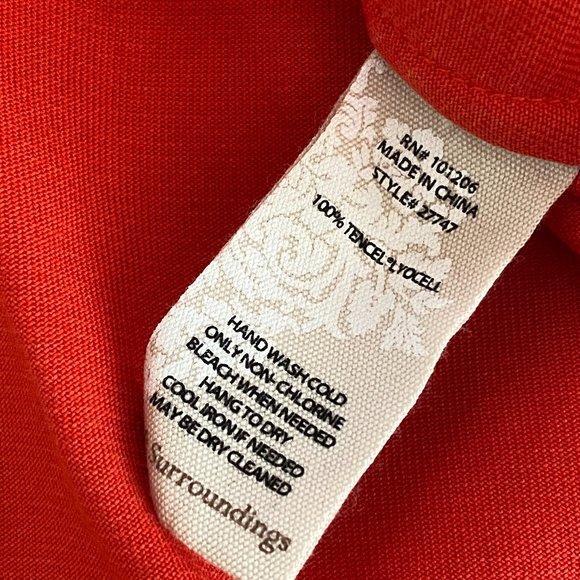 RN# 101206
MADE IN CHINA
STYLE# 27747
100% TENCEL®LYOCELL
HAND WASH COLD
ONLY NON-CHLORINE
BLEACH WHEN NEEDED
HANG TO DRY
COOL IRON IF NEEDED
MAY BE DRY CLEANED
Surroundings